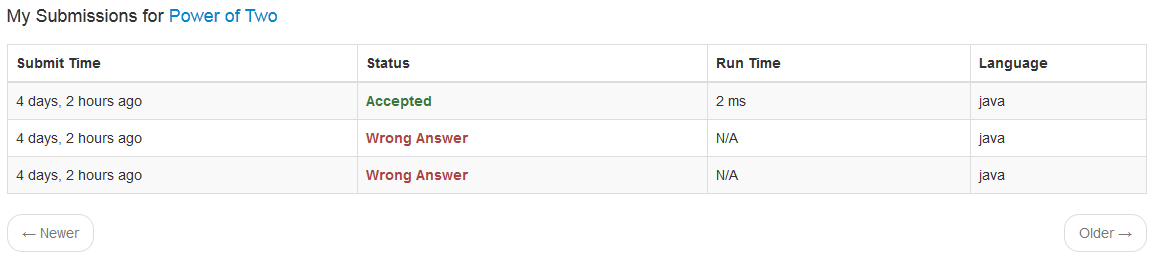 My Submissions for Power of Two
Submit Time Status Run Time Language
4 days, 2 hours ago Accepted 2 ms java
4 days, 2 hours ago Wrong Answer N/A java
4 days, 2 hours ago Wrong Answer N/A java
← Newer Older →